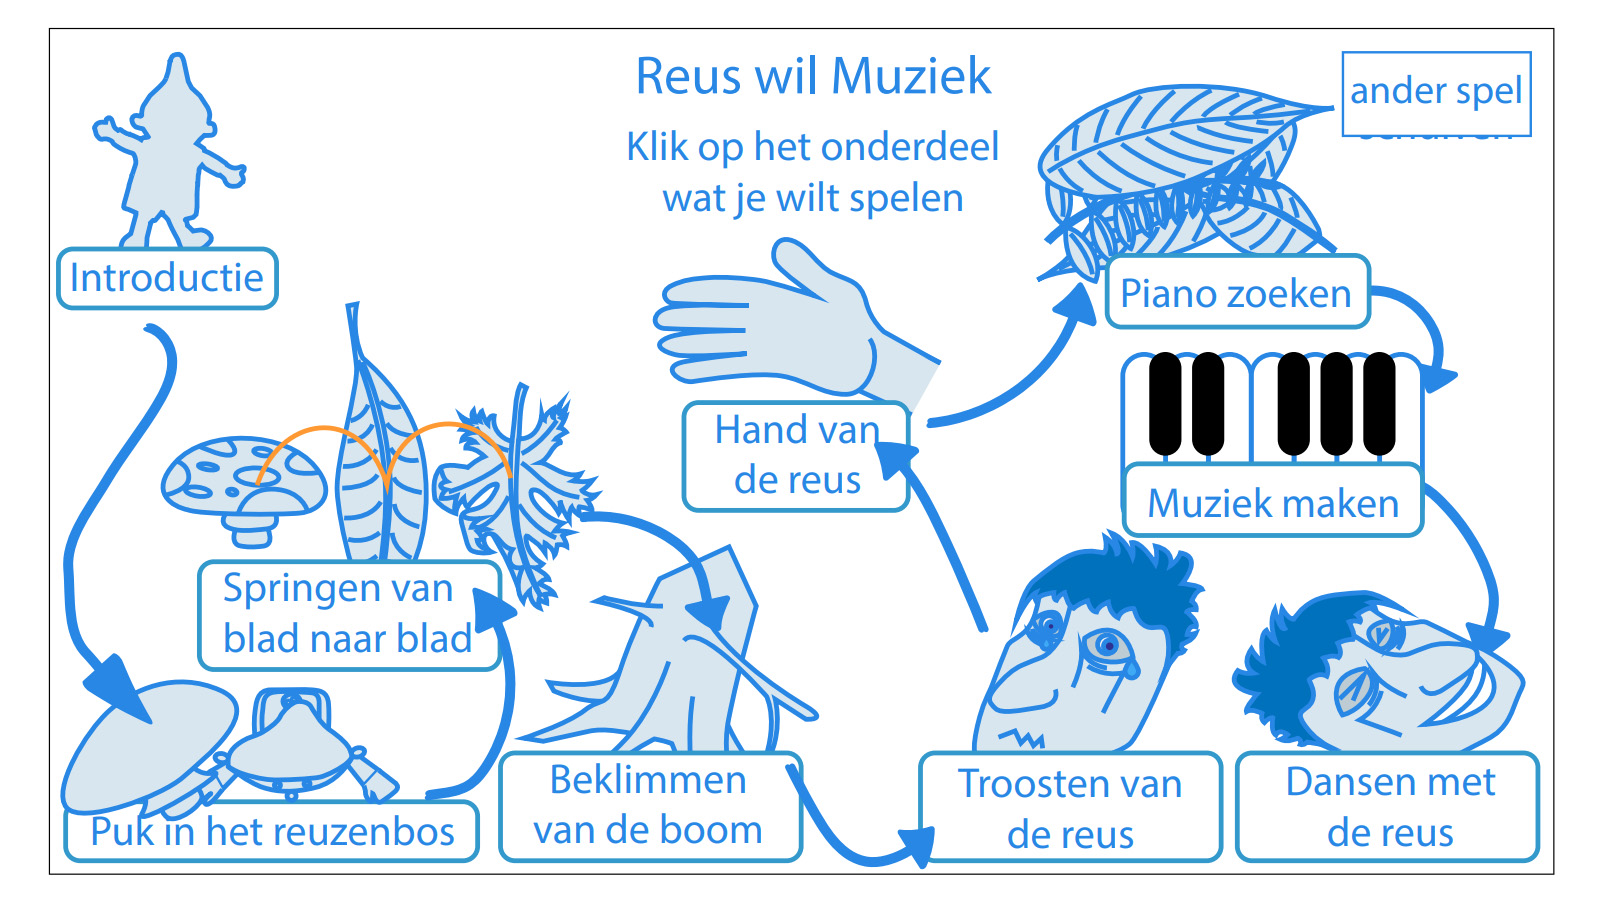 Reus wil Muziek
Klik op het onderdeel
wat je wilt spelen
ander spel
Introductie
Piano zoeken
Hand van
de reus
Muziek maken
Springen van
blad naar blad
Puk in het reuzenbos
Beklimmen
van de boom
Troosten van
de reus
Dansen met
de reus